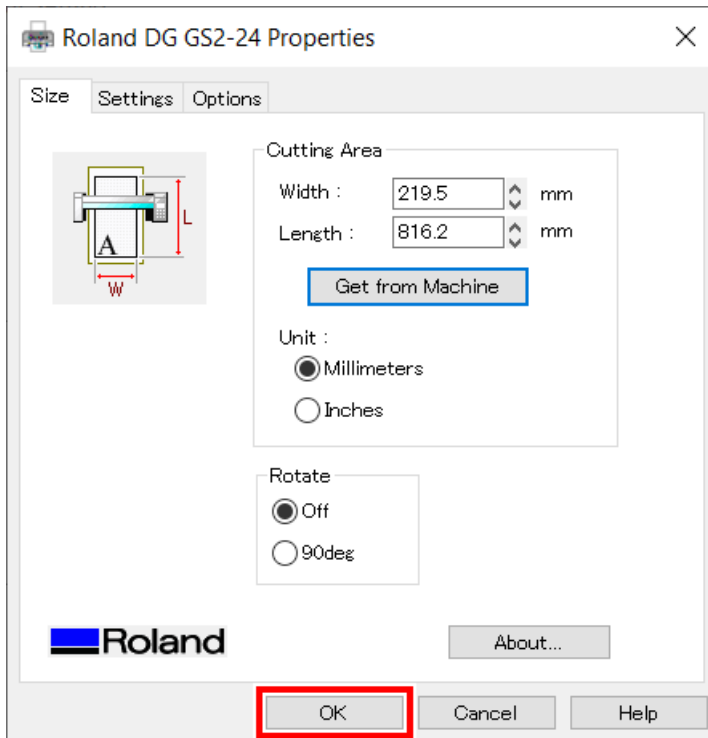 Roland DG GS2-24 Properties
Size Settings Options
Cutting Area
Width : 219.5 mm
Length : 816.2 mm
L
A
W
Get from Machine
Unit :
Millimeters
Inches
Rotate
Off
90deg
Roland
About...
OK Cancel Help